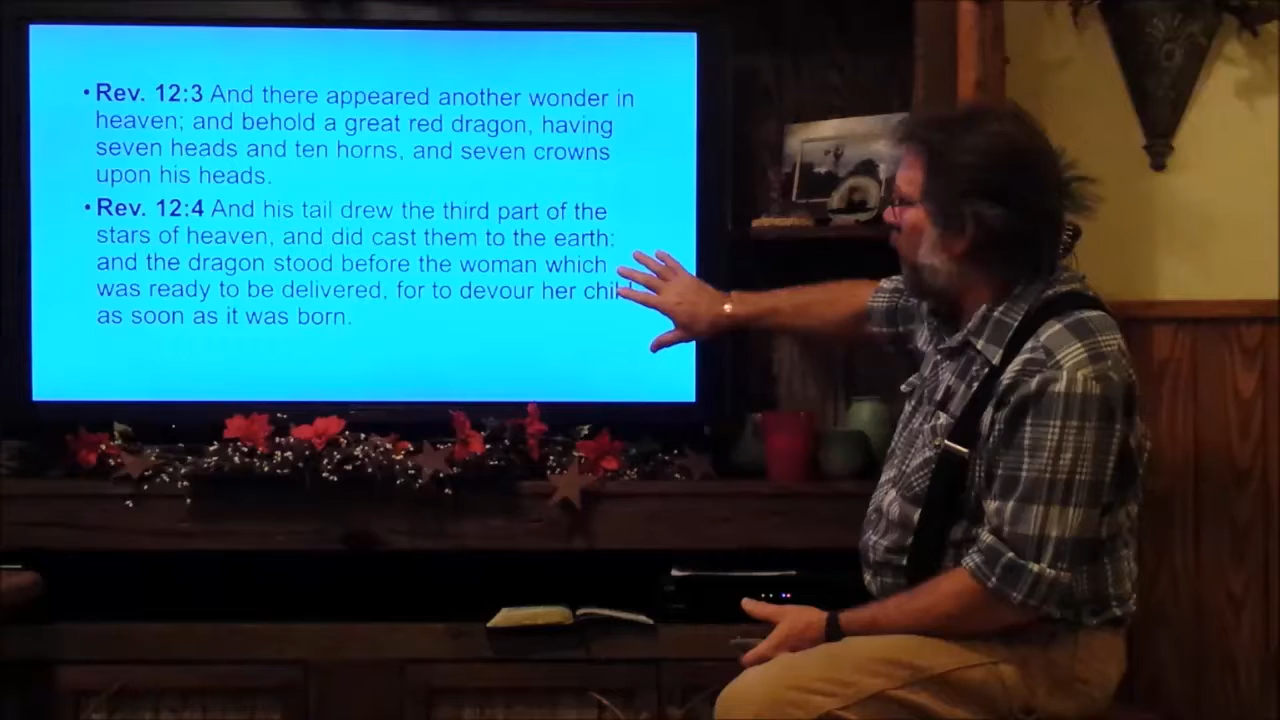 • Rev. 12:3 And there appeared another wonder in
heaven; and behold a great red dragon, having
seven heads and ten horns, and seven crowns
upon his heads.
• Rev. 12:4 And his tail drew the third part of the
stars of heaven, and did cast them to the earth:
and the dragon stood before the woman which
was ready to be delivered, for to devour her child
as soon as it was born.